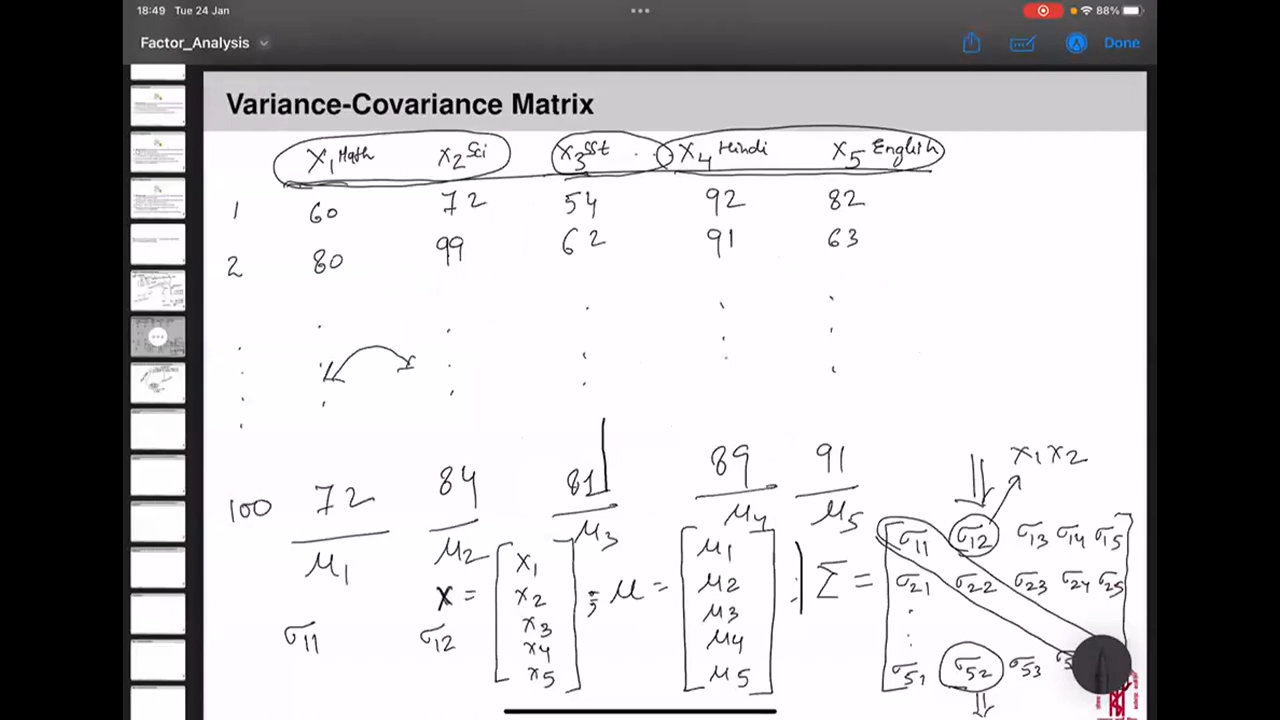 18:49 Tue 24 Jan
88%
Factor_Analysis
Done
Variance-Covariance Matrix
X₁ Math X₂ Sci X₃ SSt X₄ Hindi X₅ English
1 60 72 54 92 82
2 80 99 62 91 63
100 72 84 81 89 91
μ₁ μ₂ μ₃ μ₄ μ₅
x₁x₂
X = [x₁ x₂ x₃ x₄ x₅] ; μ = [μ₁ μ₂ μ₃ μ₄ μ₅] ; Σ =
σ₁₁ σ₁₂ σ₁₃ σ₁₄ σ₁₅
σ₂₁ σ₂₂ σ₂₃ σ₂₄ σ₂₅
σ₅₁ σ₅₂ σ₅₃
σ₁₁ σ₁₂